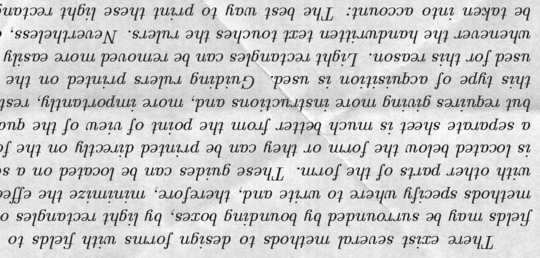 There exist several methods to design forms with fields to
fields may be surrounded by bounding boxes, by light rectangles o
methods specify where to write and, therefore, minimize the effe
with other parts of the form. These guides can be located on a s
is located below the form or they can be printed directly on the fo
a separate sheet is much better from the point of view of the qua
but requires giving more instructions and, more importantly, rest
this type of acquisition is used. Guiding rulers printed on the
used for this reason. Light rectangles can be removed more easily
whenever the handwritten text touches the rulers. Nevertheless,
be taken into account: The best way to print these light rectang